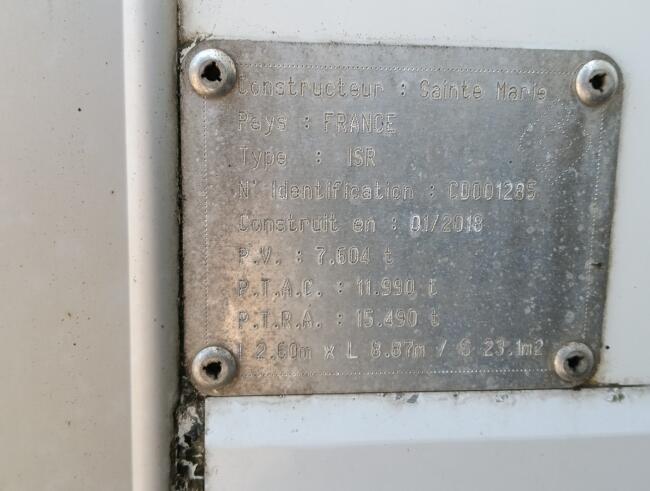 Constructeur : Sainte Marie
Pays : FRANCE
Type : ISR
N° Identification : CD001285
Construit en : 01/2018
P.V. : 7.604 t
P.T.A.C. : 11.990 t
P.T.R.A. : 15.490 t
l 2.60m x L 8.87m / S 23.1m2